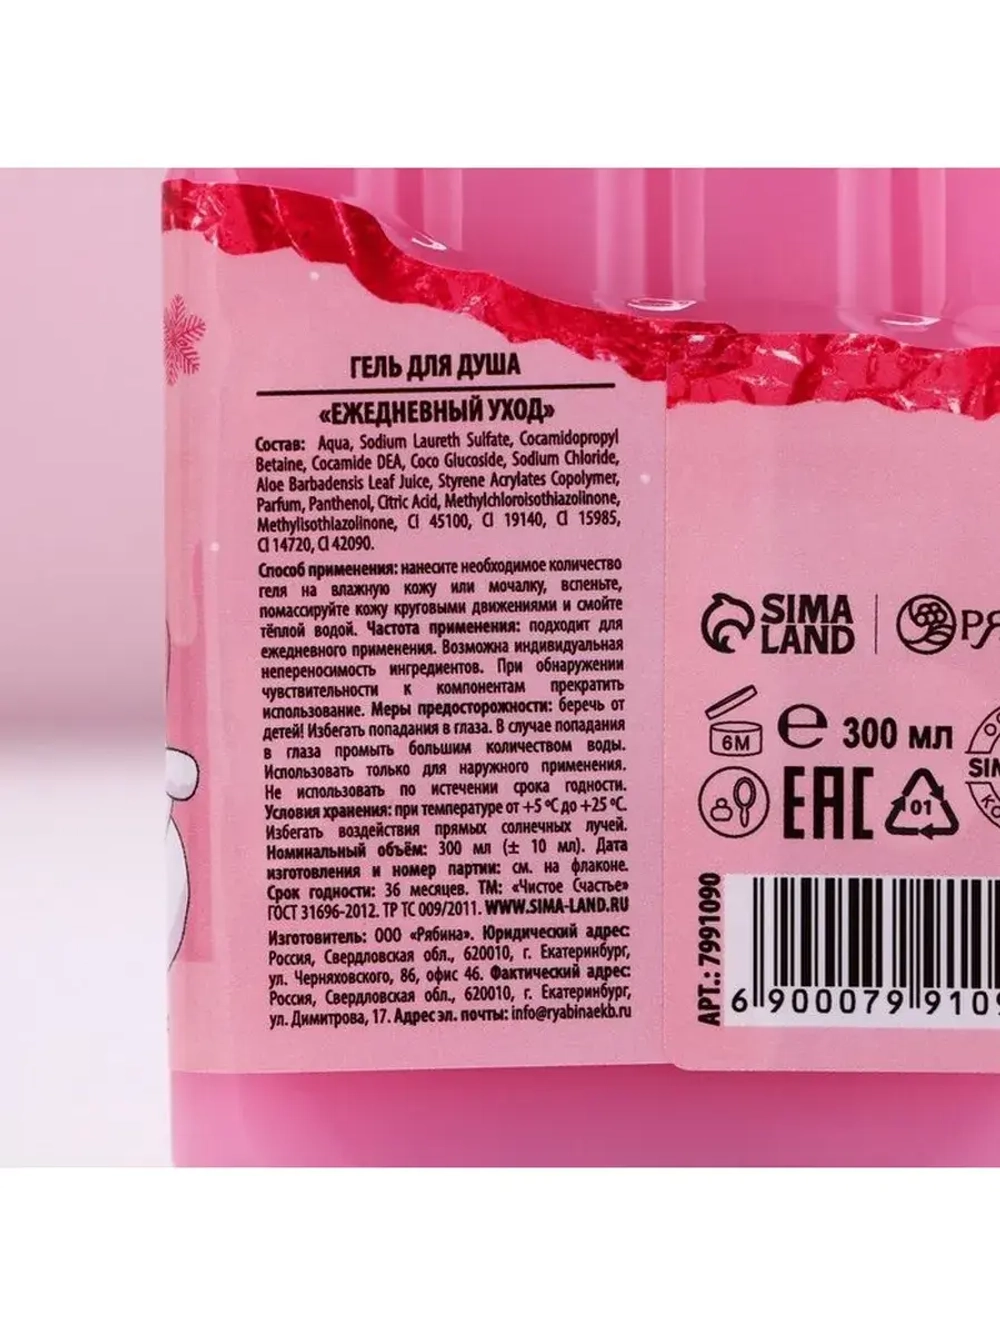 ГЕЛЬ ДЛЯ ДУША
«ЕЖЕДНЕВНЫЙ УХОД»
Состав: Aqua, Sodium Laureth Sulfate, Cocamidopropyl
Betaine, Cocamide DEA, Coco Glucoside, Sodium Chloride,
Aloe Barbadensis Leaf Juice, Styrene Acrylates Copolymer,
Parfum, Panthenol, Citric Acid, Methylchloroisothiazolinone,
Methylisothiazolinone, CI 45100, CI 19140, CI 15985,
CI 14720, CI 42090.
Способ применения: нанесите необходимое количество
геля на влажную кожу или мочалку, вспеньте,
помассируйте кожу круговыми движениями и смойте
тёплой водой. Частота применения: подходит для
ежедневного применения. Возможна индивидуальная
непереносимость ингредиентов. При обнаружении
чувствительности к компонентам прекратить
использование. Меры предосторожности: беречь от
детей! Избегать попадания в глаза. В случае попадания
в глаза промыть большим количеством воды.
Использовать только для наружного применения.
Не использовать по истечении срока годности.
Условия хранения: при температуре от +5 °C до +25 °C.
Избегать воздействия прямых солнечных лучей.
Номинальный объём: 300 мл (± 10 мл). Дата
изготовления и номер партии: см. на флаконе.
Срок годности: 36 месяцев. ТМ: «Чистое Счастье»
ГОСТ 31696-2012. ТР ТС 009/2011. WWW.SIMA-LAND.RU
Изготовитель: ООО «Рябина». Юридический адрес:
Россия, Свердловская обл., 620010, г. Екатеринбург,
ул. Черняховского, 86, офис 46. Фактический адрес:
Россия, Свердловская обл., 620010, г. Екатеринбург,
ул. Димитрова, 17. Адрес эл. почты: info@ryabinaekb.ru
SIMA
LAND
РЯ
6M
e 300 мл
SIM
EAC
01
АРТ.: 7991090
6 900079 9109